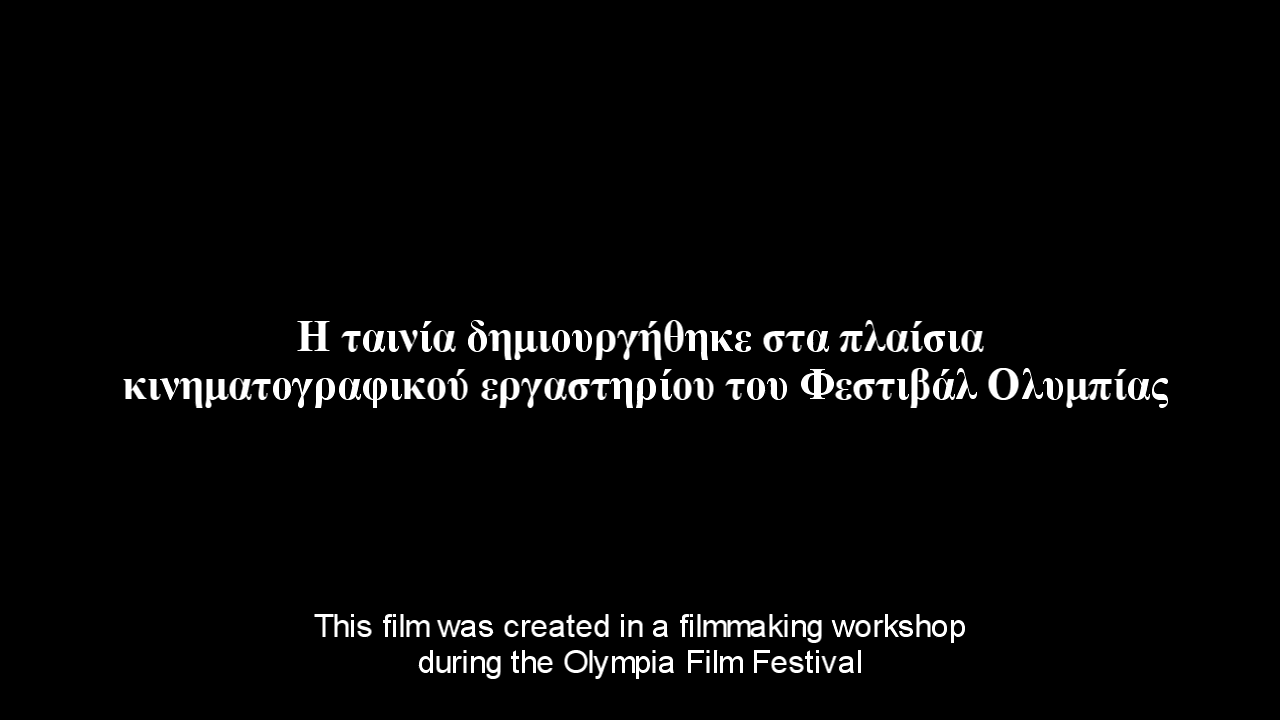 Η ταινία δημιουργήθηκε στα πλαίσια
κινηματογραφικού εργαστηρίου του Φεστιβάλ Ολυμπίας
This film was created in a filmmaking workshop
during the Olympia Film Festival